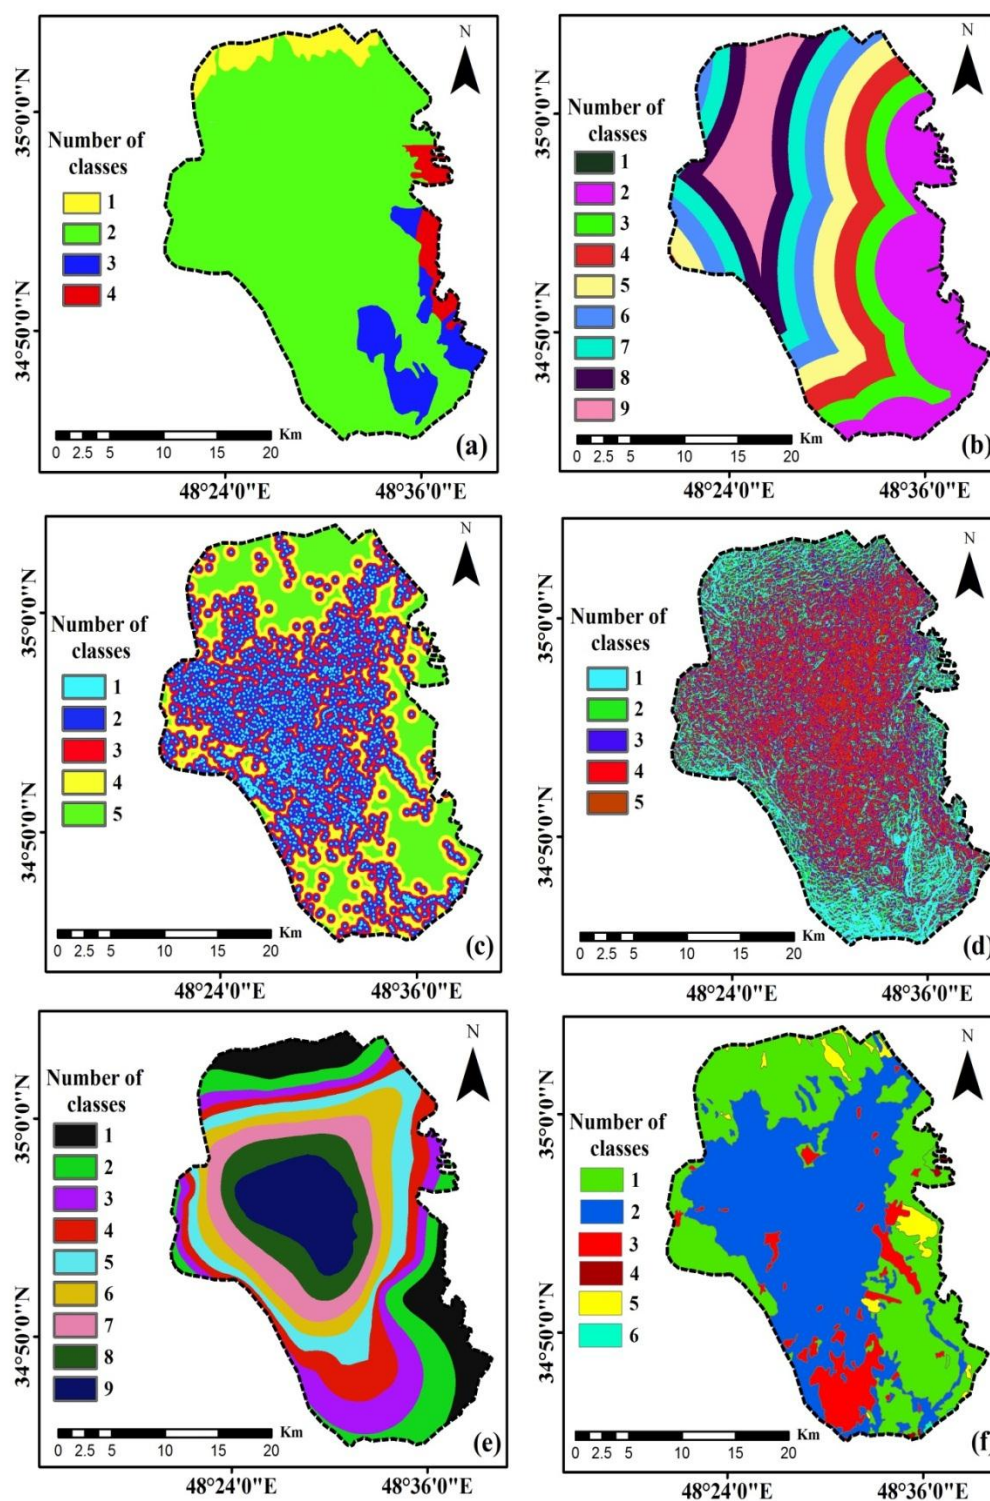 N
35°0'0"N
34°50'0"N
Number of
classes
1
2
3
4
Km
0 2.5 5 10 15 20
(a)
48°24'0"E 48°36'0"E
N
35°0'0"N
34°50'0"N
Number of
classes
1
2
3
4
5
6
7
8
9
Km
0 2.5 5 10 15 20
(b)
48°24'0"E 48°36'0"E
N
35°0'0"N
34°50'0"N
Number of
classes
1
2
3
4
5
Km
0 2.5 5 10 15 20
(c)
48°24'0"E 48°36'0"E
N
35°0'0"N
34°50'0"N
Number of
classes
1
2
3
4
5
Km
0 2.5 5 10 15 20
(d)
48°24'0"E 48°36'0"E
N
35°0'0"N
34°50'0"N
Number of
classes
1
2
3
4
5
6
7
8
9
Km
0 2.5 5 10 15 20
(e)
48°24'0"E 48°36'0"E
N
35°0'0"N
34°50'0"N
Number of
classes
1
2
3
4
5
6
Km
0 2.5 5 10 15 20
(f)
48°24'0"E 48°36'0"E